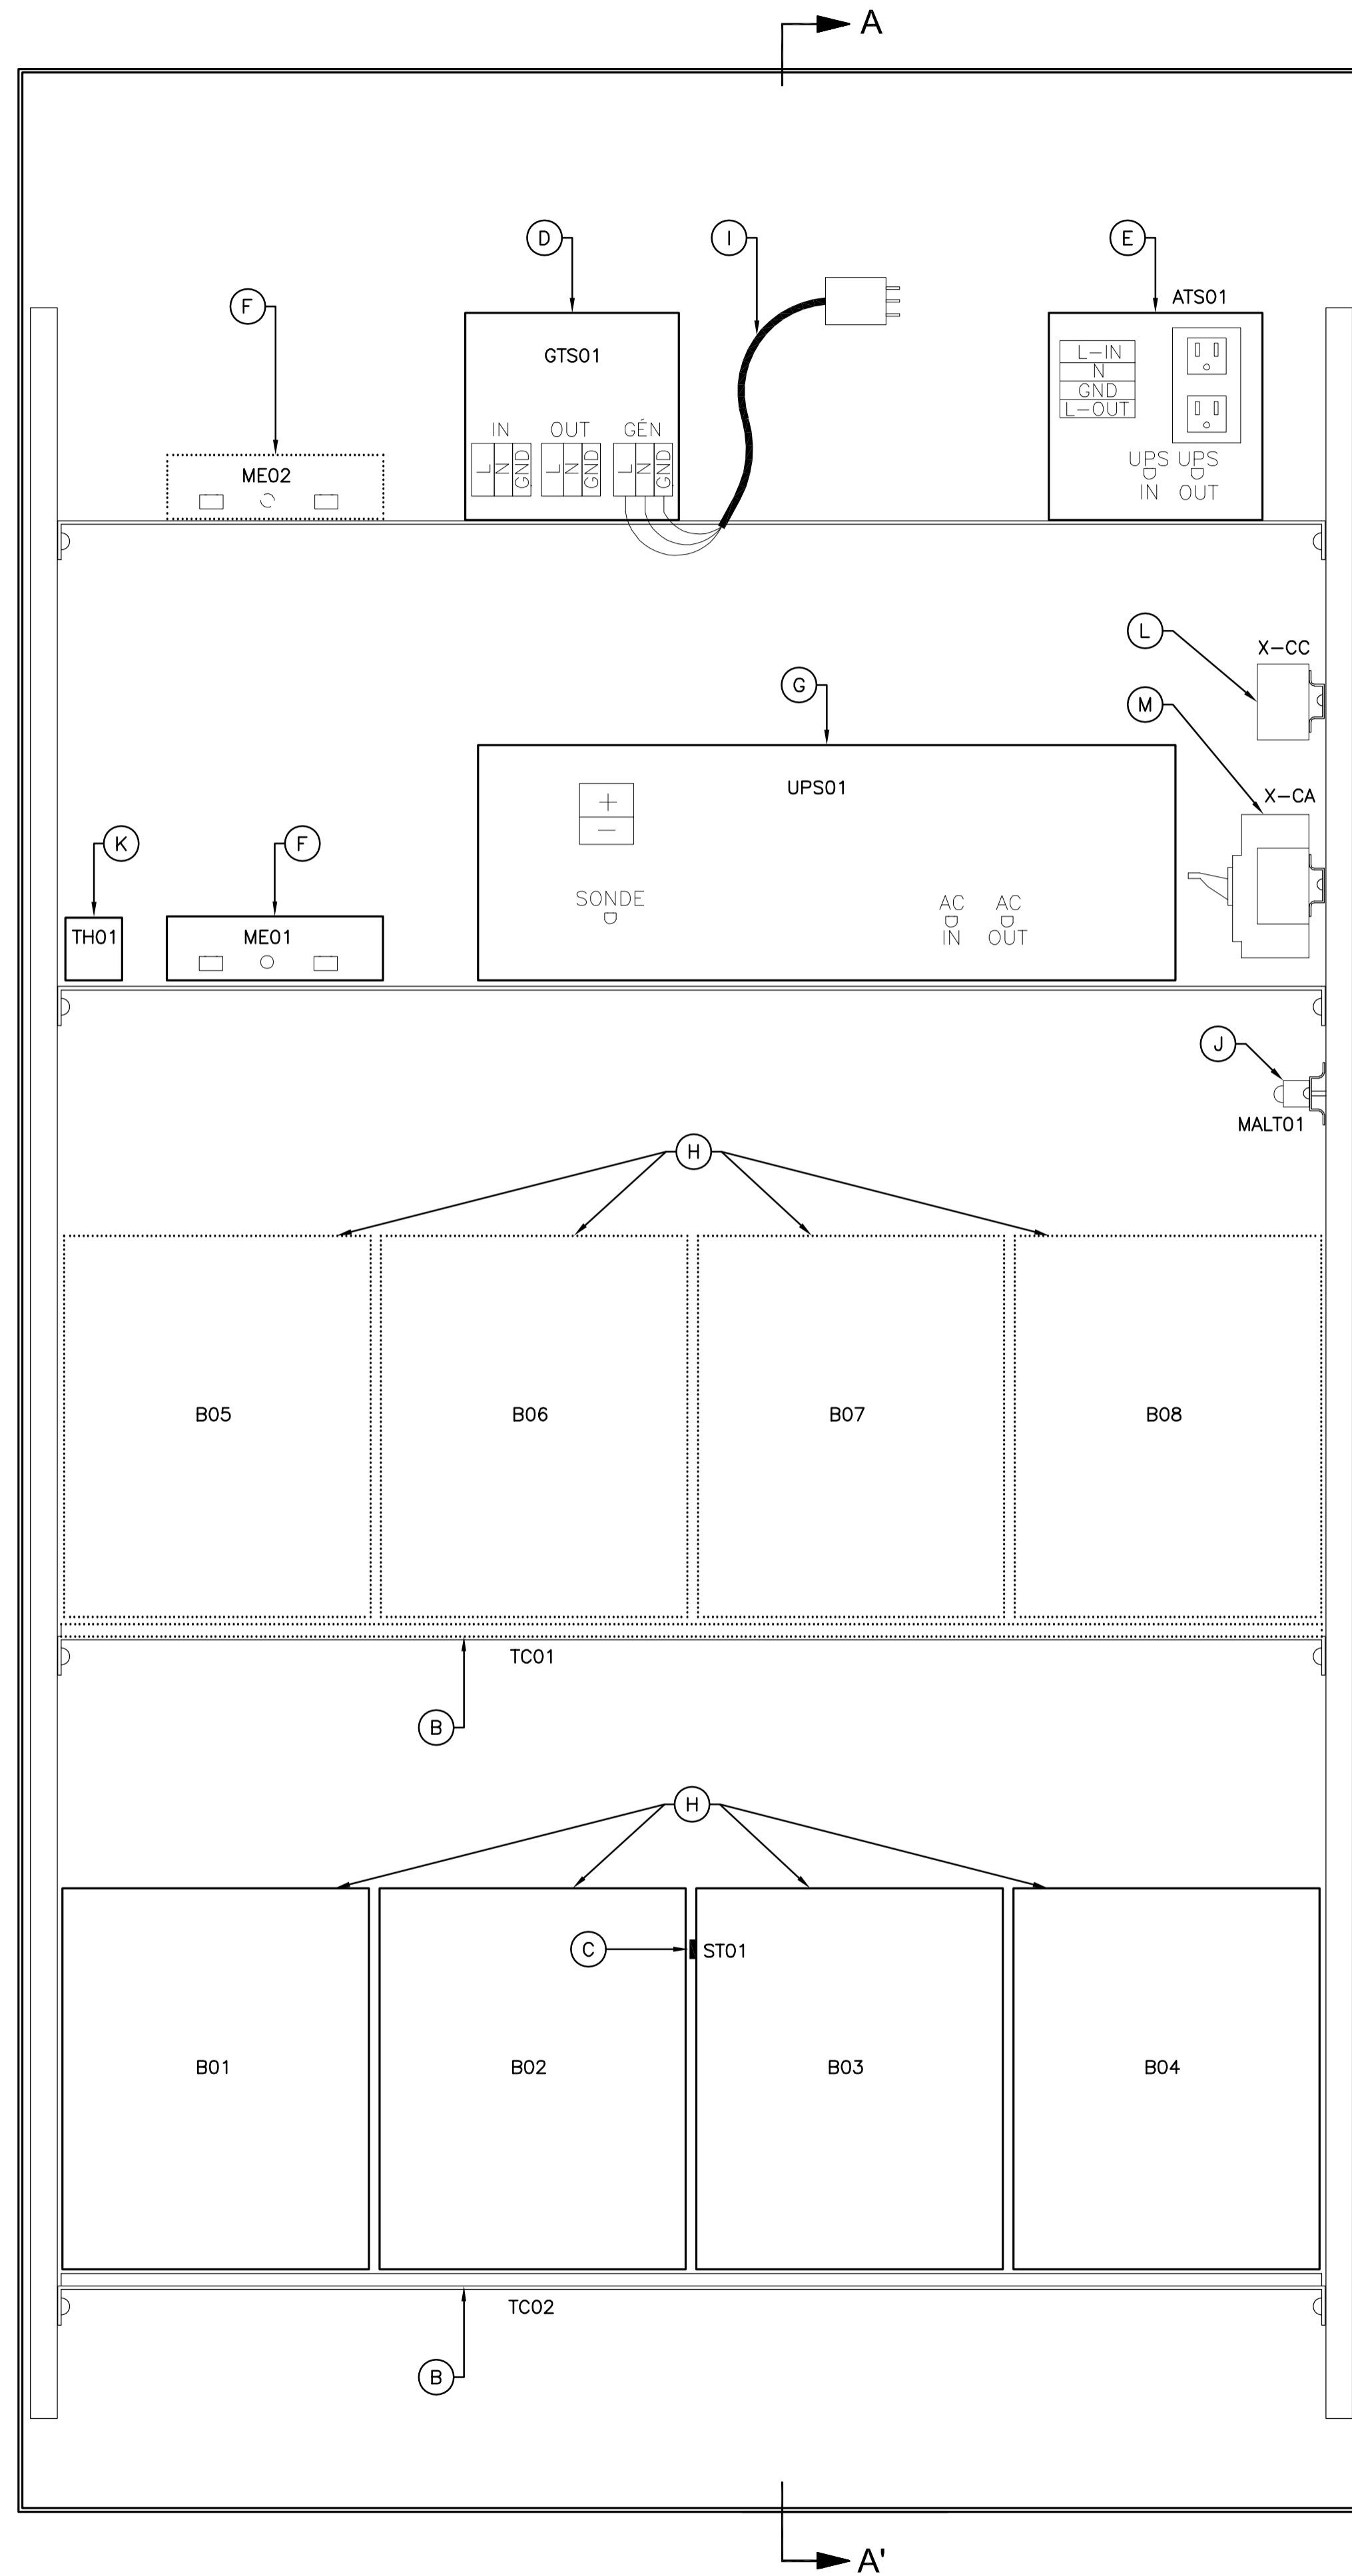 A
D
I
E
F
ATS01
GTS01
L-IN
N
GND
L-OUT
IN
OUT
GÉN
L
N
GND
L
N
GND
L
N
GND
UPS UPS
IN OUT
ME02
L
X-CC
G
M
UPS01
X-CA
+
−
K
F
SONDE
AC AC
IN OUT
TH01
ME01
J
MALT01
H
B05
B06
B07
B08
TC01
B
H
C
ST01
B01
B02
B03
B04
TC02
B
A'